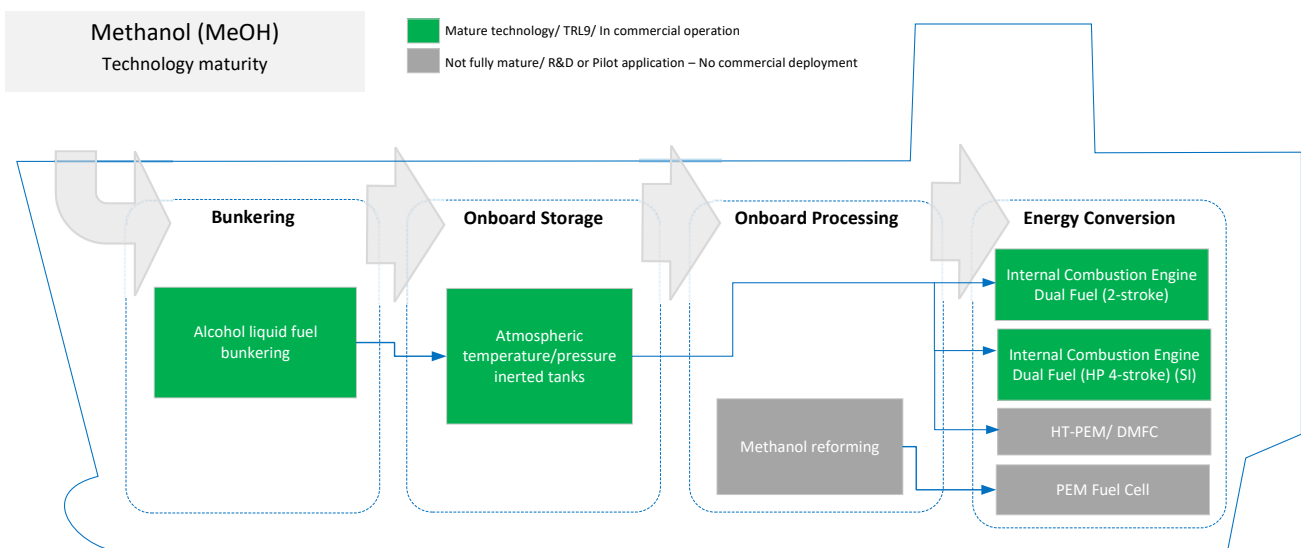 Methanol (MeOH)
Technology maturity
Mature technology/ TRL9/ In commercial operation
Not fully mature/ R&D or Pilot application – No commercial deployment
Bunkering
Onboard Storage
Onboard Processing
Energy Conversion
Alcohol liquid fuel
bunkering
Atmospheric
temperature/pressure
inerted tanks
Methanol reforming
Internal Combustion Engine
Dual Fuel (2-stroke)
Internal Combustion Engine
Dual Fuel (HP 4-stroke) (SI)
HT-PEM/ DMFC
PEM Fuel Cell